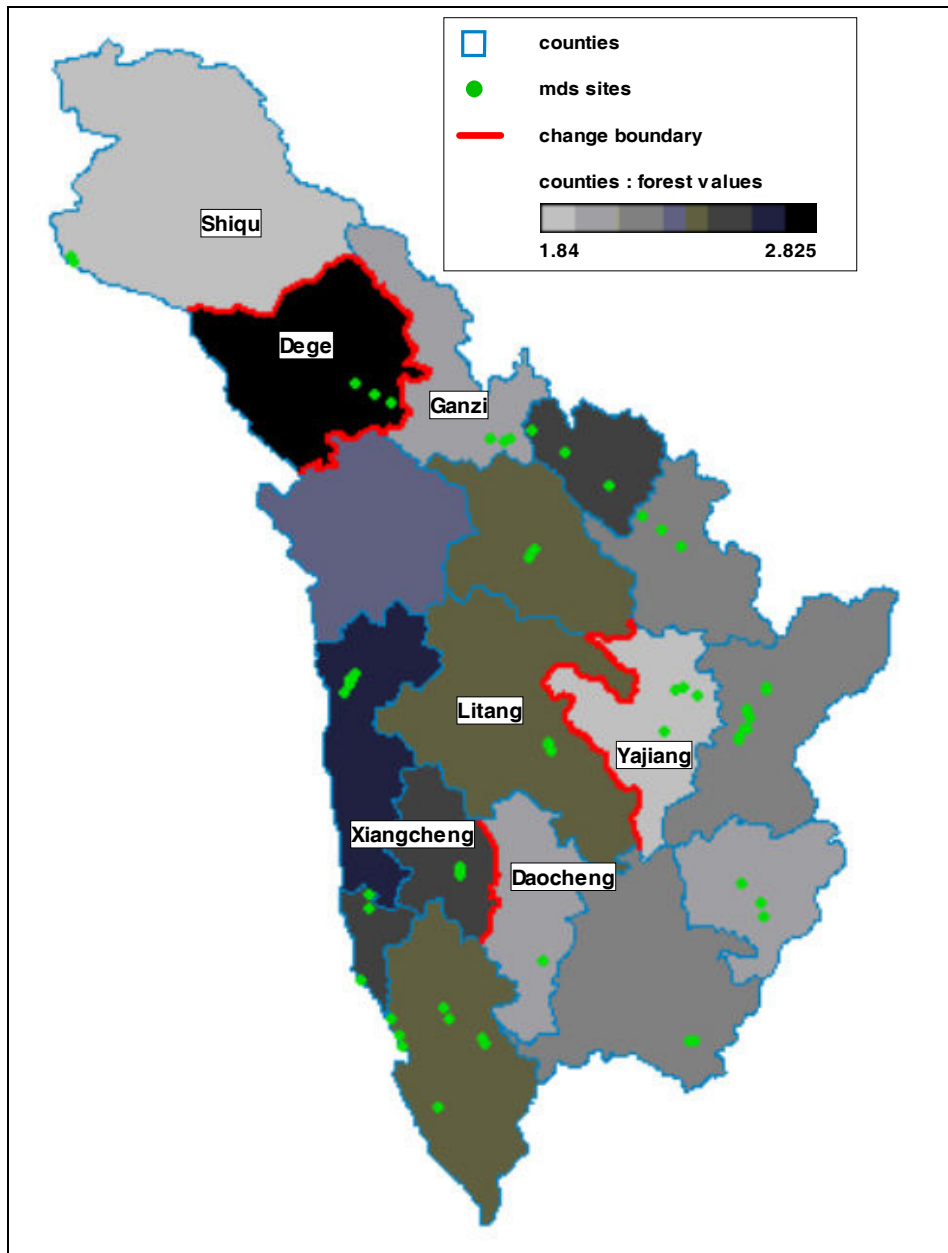 counties
mds sites
change boundary
counties : forest values
1.84 2.825
Shiqu
Dege
Ganzi
Litang
Yajiang
Xiangcheng
Daocheng